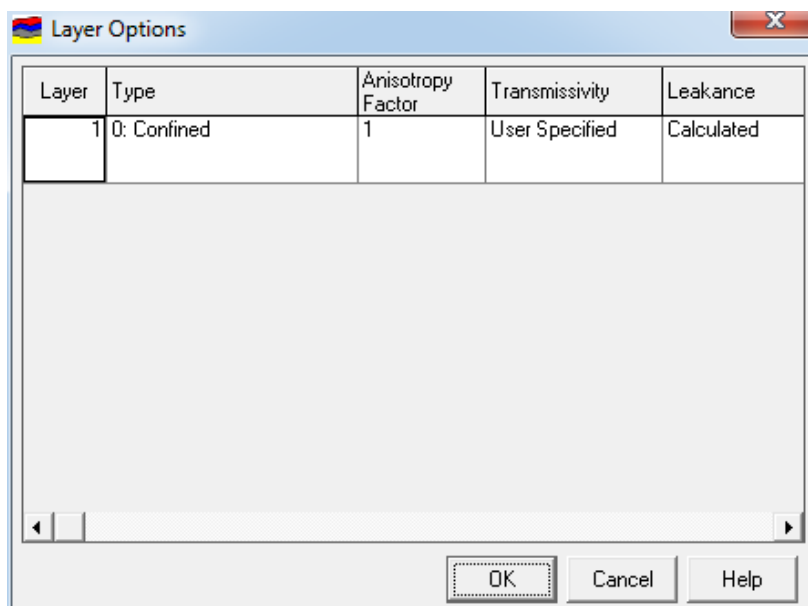 Layer Options
Layer Type Anisotropy Factor Transmissivity Leakance
1 0: Confined 1 User Specified Calculated
OK Cancel Help